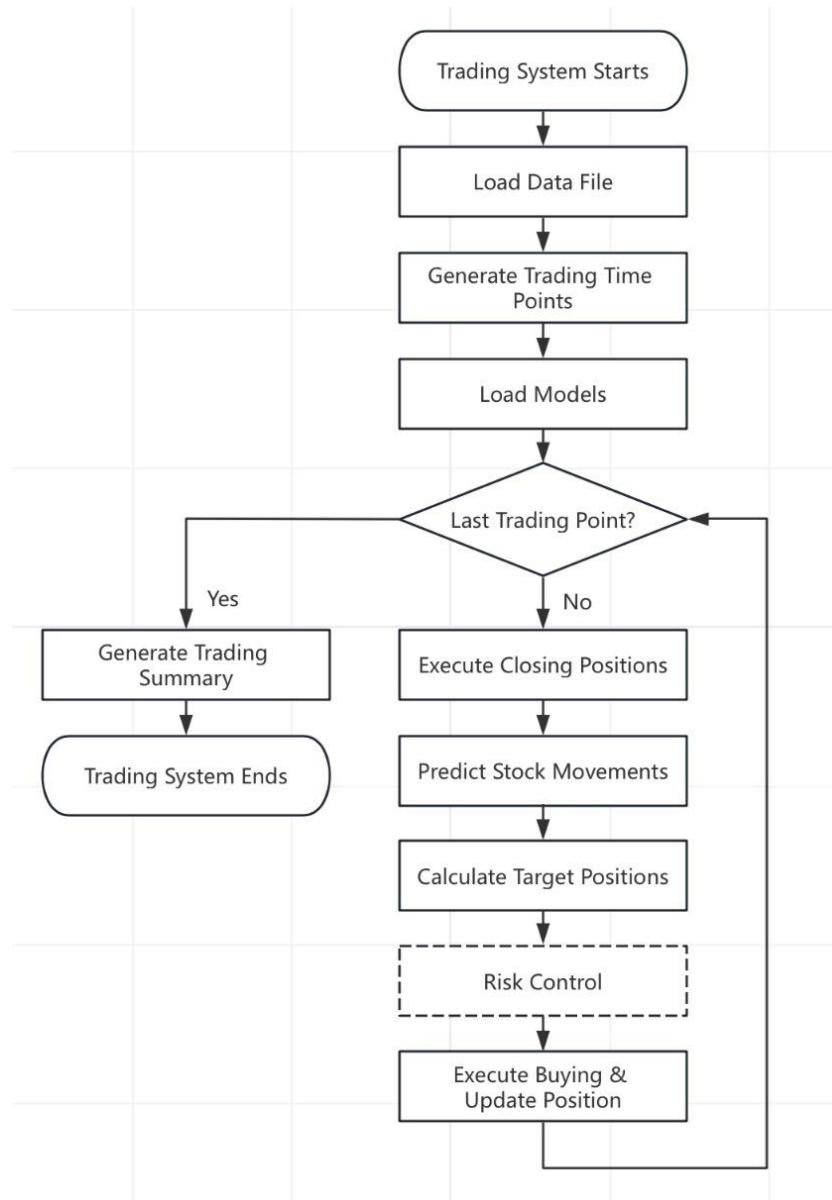 Trading System Starts
Load Data File
Generate Trading Time
Points
Load Models
Last Trading Point?
Yes
No
Generate Trading
Summary
Execute Closing Positions
Trading System Ends
Predict Stock Movements
Calculate Target Positions
Risk Control
Execute Buying &
Update Position